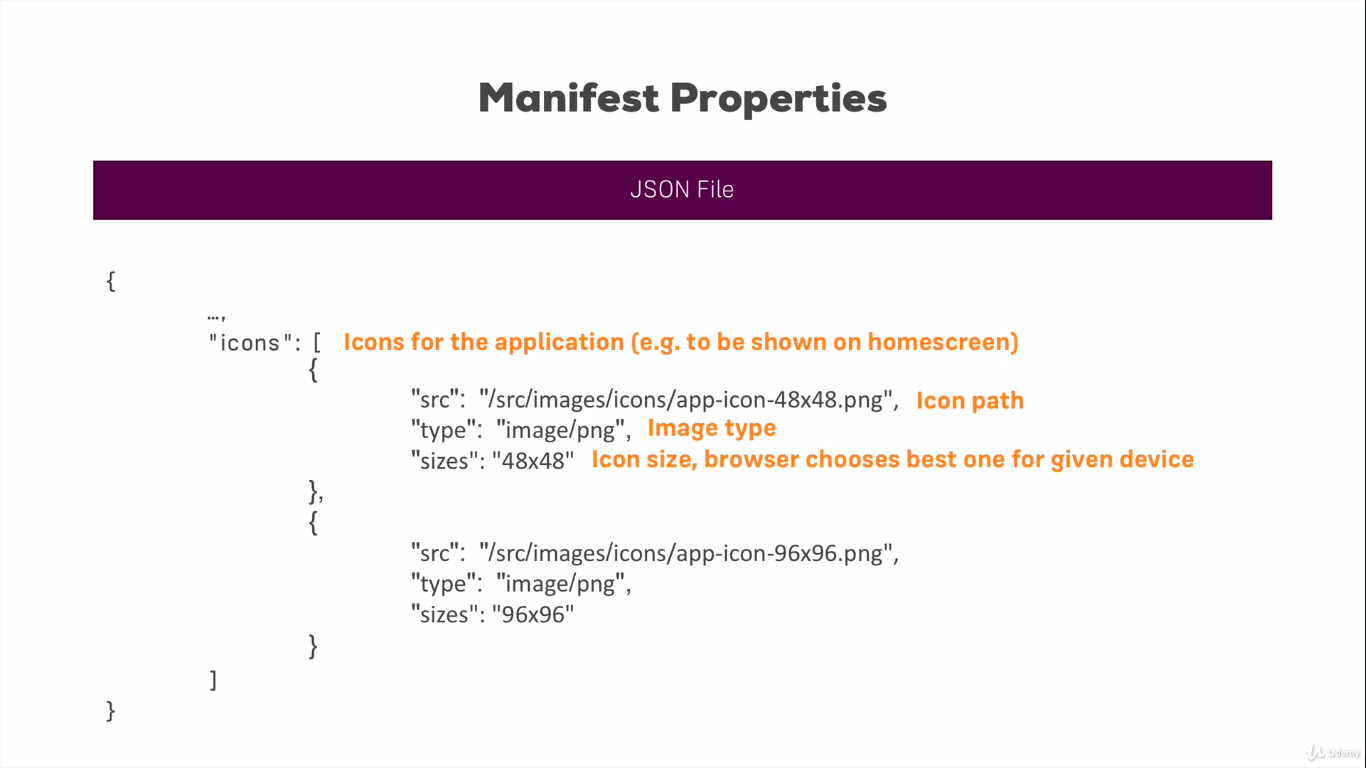 Manifest Properties
JSON File
{
…,
"icons": [ Icons for the application (e.g. to be shown on homescreen)
{
"src": "/src/images/icons/app-icon-48x48.png", Icon path
"type": "image/png", Image type
"sizes": "48x48" Icon size, browser chooses best one for given device
},
{
"src": "/src/images/icons/app-icon-96x96.png",
"type": "image/png",
"sizes": "96x96"
}
]
}
Udemy